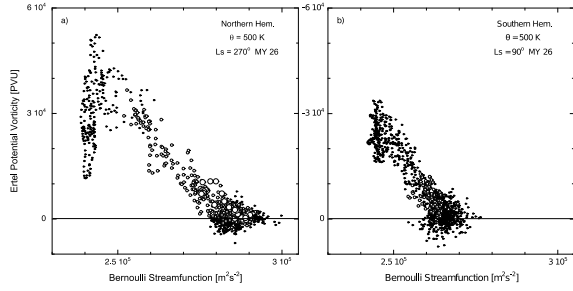 a)
Northern Hem.
θ = 500 K
Ls = 270⁰ MY 26
6 10⁴
3 10⁴
0
Ertel Potential Vorticity [PVU]
2.5 10⁵
3 10⁵
Bernoulli Streamfunction [m²s⁻²]
b)
Southern Hem.
θ = 500 K
Ls = 90⁰ MY 26
-6 10⁴
-3 10⁴
0
2.5 10⁵
3 10⁵
Bernoulli Streamfunction [m²s⁻²]